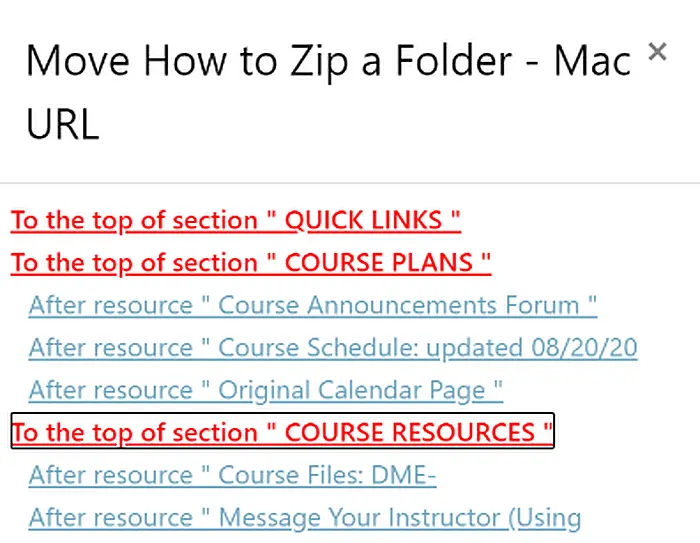 Move How to Zip a Folder - Mac ×
URL
To the top of section " QUICK LINKS "
To the top of section " COURSE PLANS "
After resource " Course Announcements Forum "
After resource " Course Schedule: updated 08/20/20
After resource " Original Calendar Page "
To the top of section " COURSE RESOURCES "
After resource " Course Files: DME-
After resource " Message Your Instructor (Using